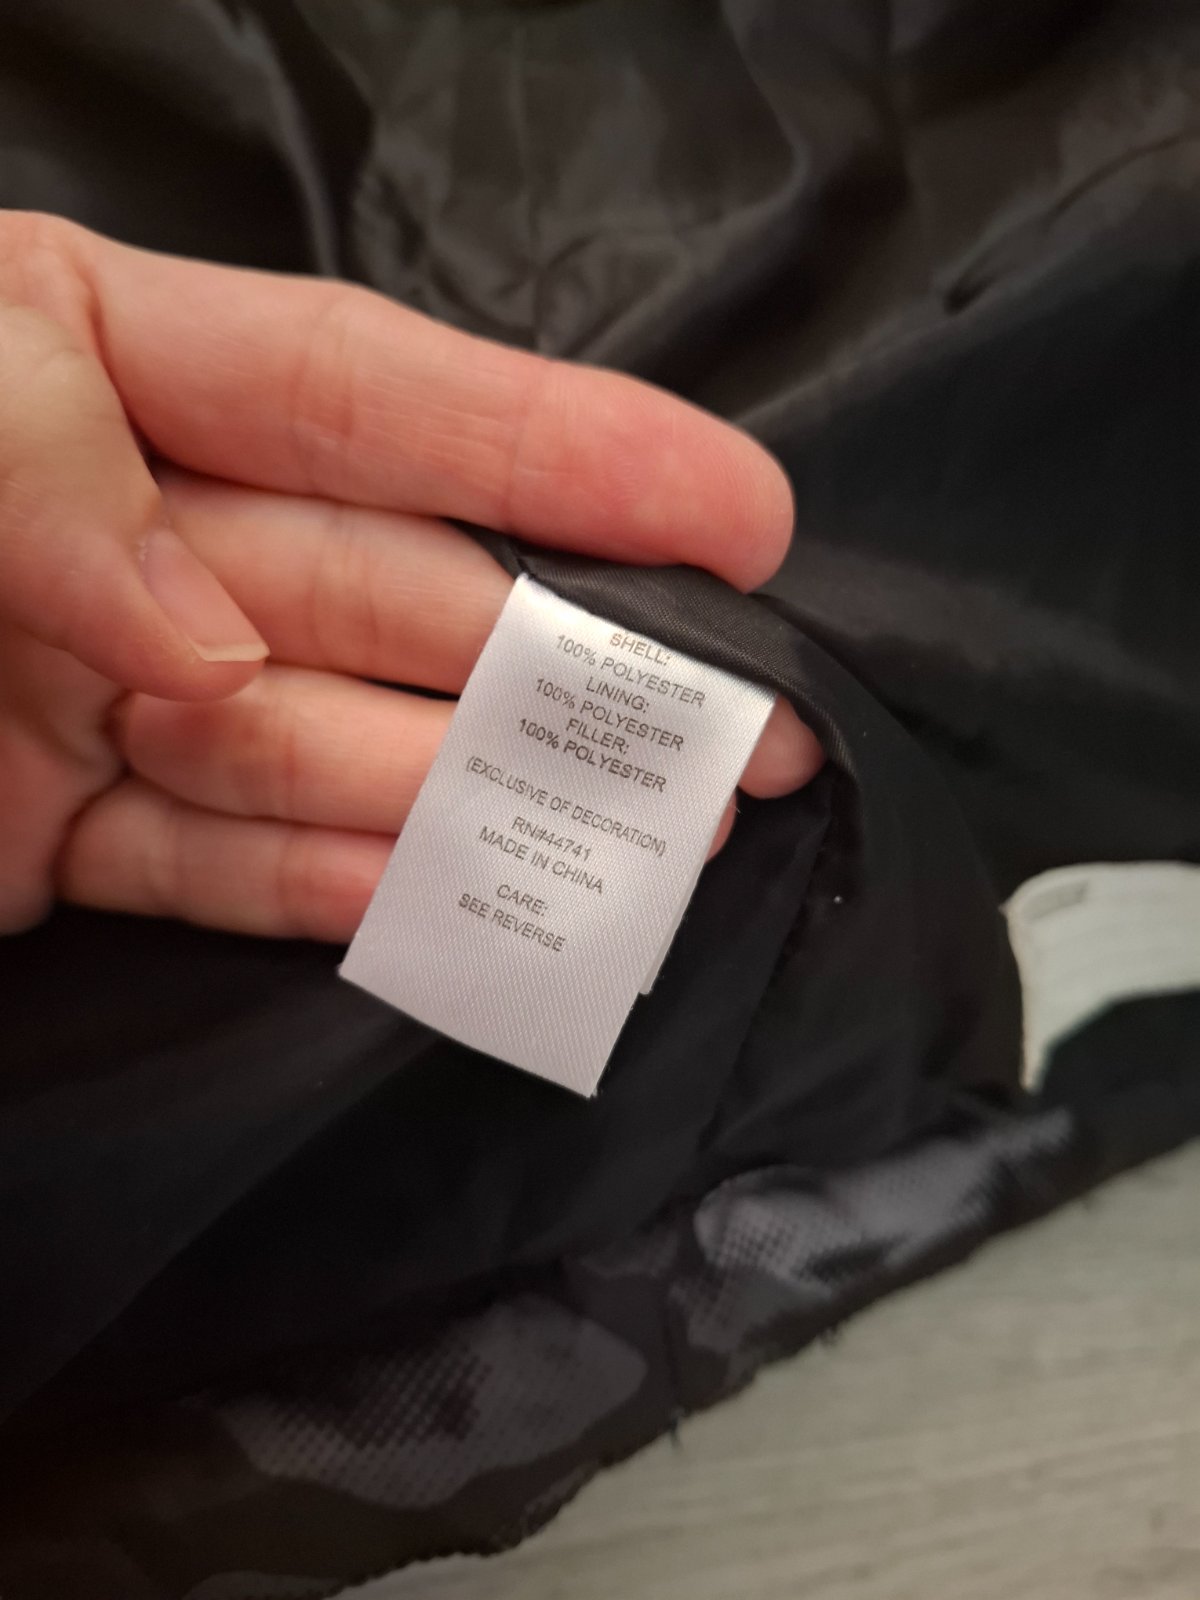 SHELL:
100% POLYESTER
LINING:
100% POLYESTER
FILLER:
100% POLYESTER
(EXCLUSIVE OF DECORATION)
RN#44741
MADE IN CHINA
CARE:
SEE REVERSE